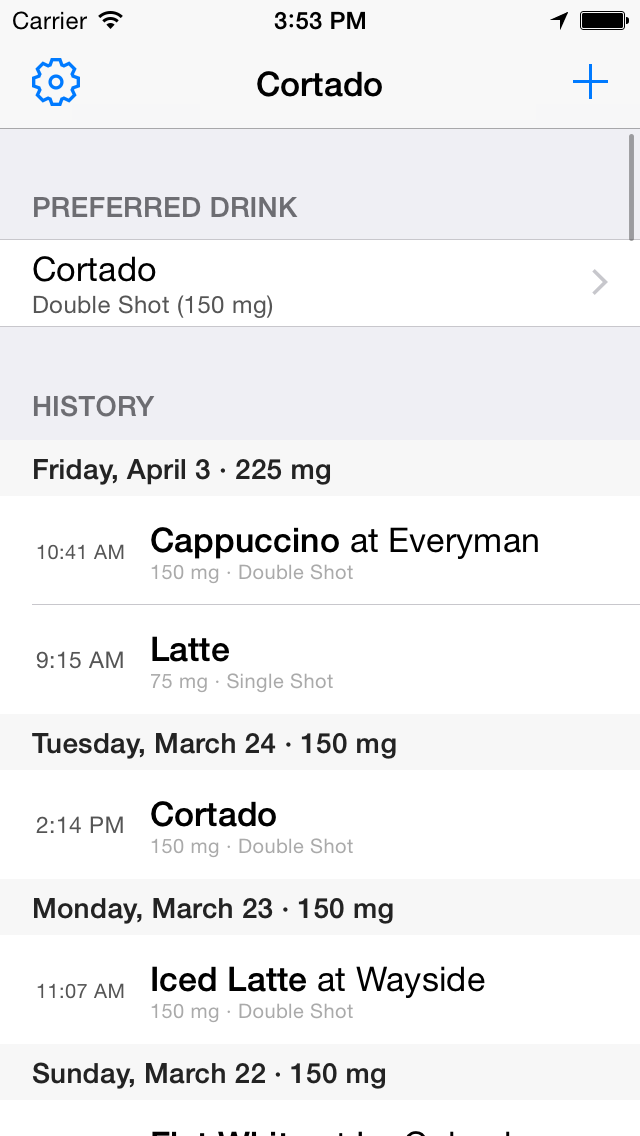 Carrier 3:53 PM
Cortado
PREFERRED DRINK
Cortado
Double Shot (150 mg)
HISTORY
Friday, April 3 · 225 mg
10:41 AM Cappuccino at Everyman
150 mg · Double Shot
9:15 AM Latte
75 mg · Single Shot
Tuesday, March 24 · 150 mg
2:14 PM Cortado
150 mg · Double Shot
Monday, March 23 · 150 mg
11:07 AM Iced Latte at Wayside
150 mg · Double Shot
Sunday, March 22 · 150 mg
Flat White at